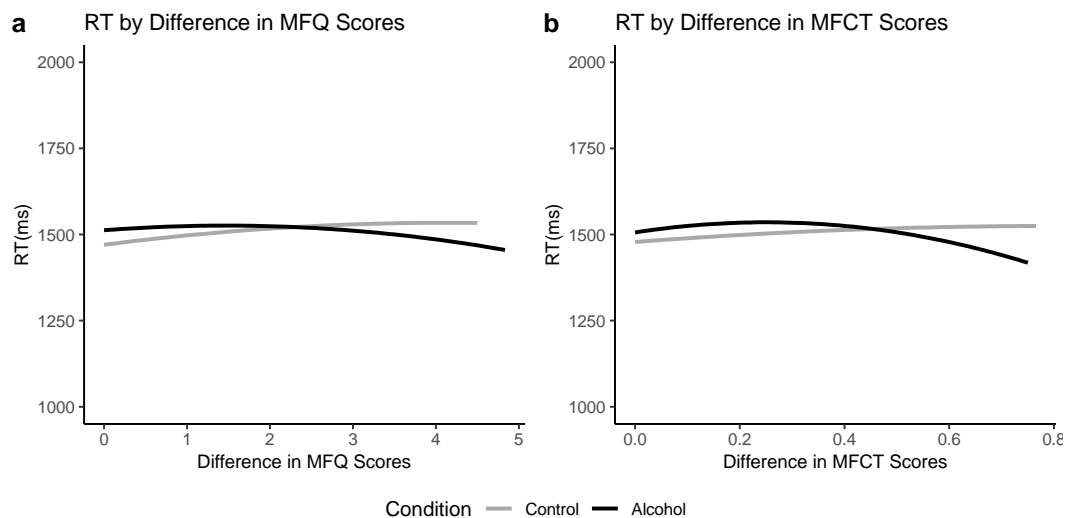 a RT by Difference in MFQ Scores
2000
1750
1500
1250
1000
RT(ms)
0 1 2 3 4 5
Difference in MFQ Scores
b RT by Difference in MFCT Scores
2000
1750
1500
1250
1000
RT(ms)
0.0 0.2 0.4 0.6 0.8
Difference in MFCT Scores
Condition Control Alcohol